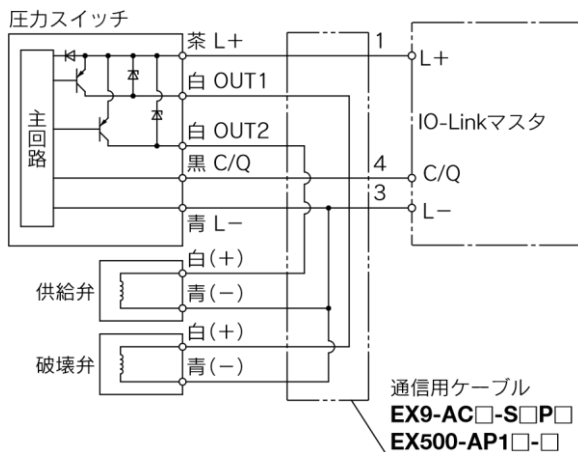 圧力スイッチ
主回路
茶 L+
白 OUT1
白 OUT2
黒 C/Q
青 L−
1
4
3
L+
IO-Linkマスタ
C/Q
L−
供給弁
白(+)
青(−)
破壊弁
白(+)
青(−)
通信用ケーブル
EX9-AC□-S□P□
EX500-AP1□-□